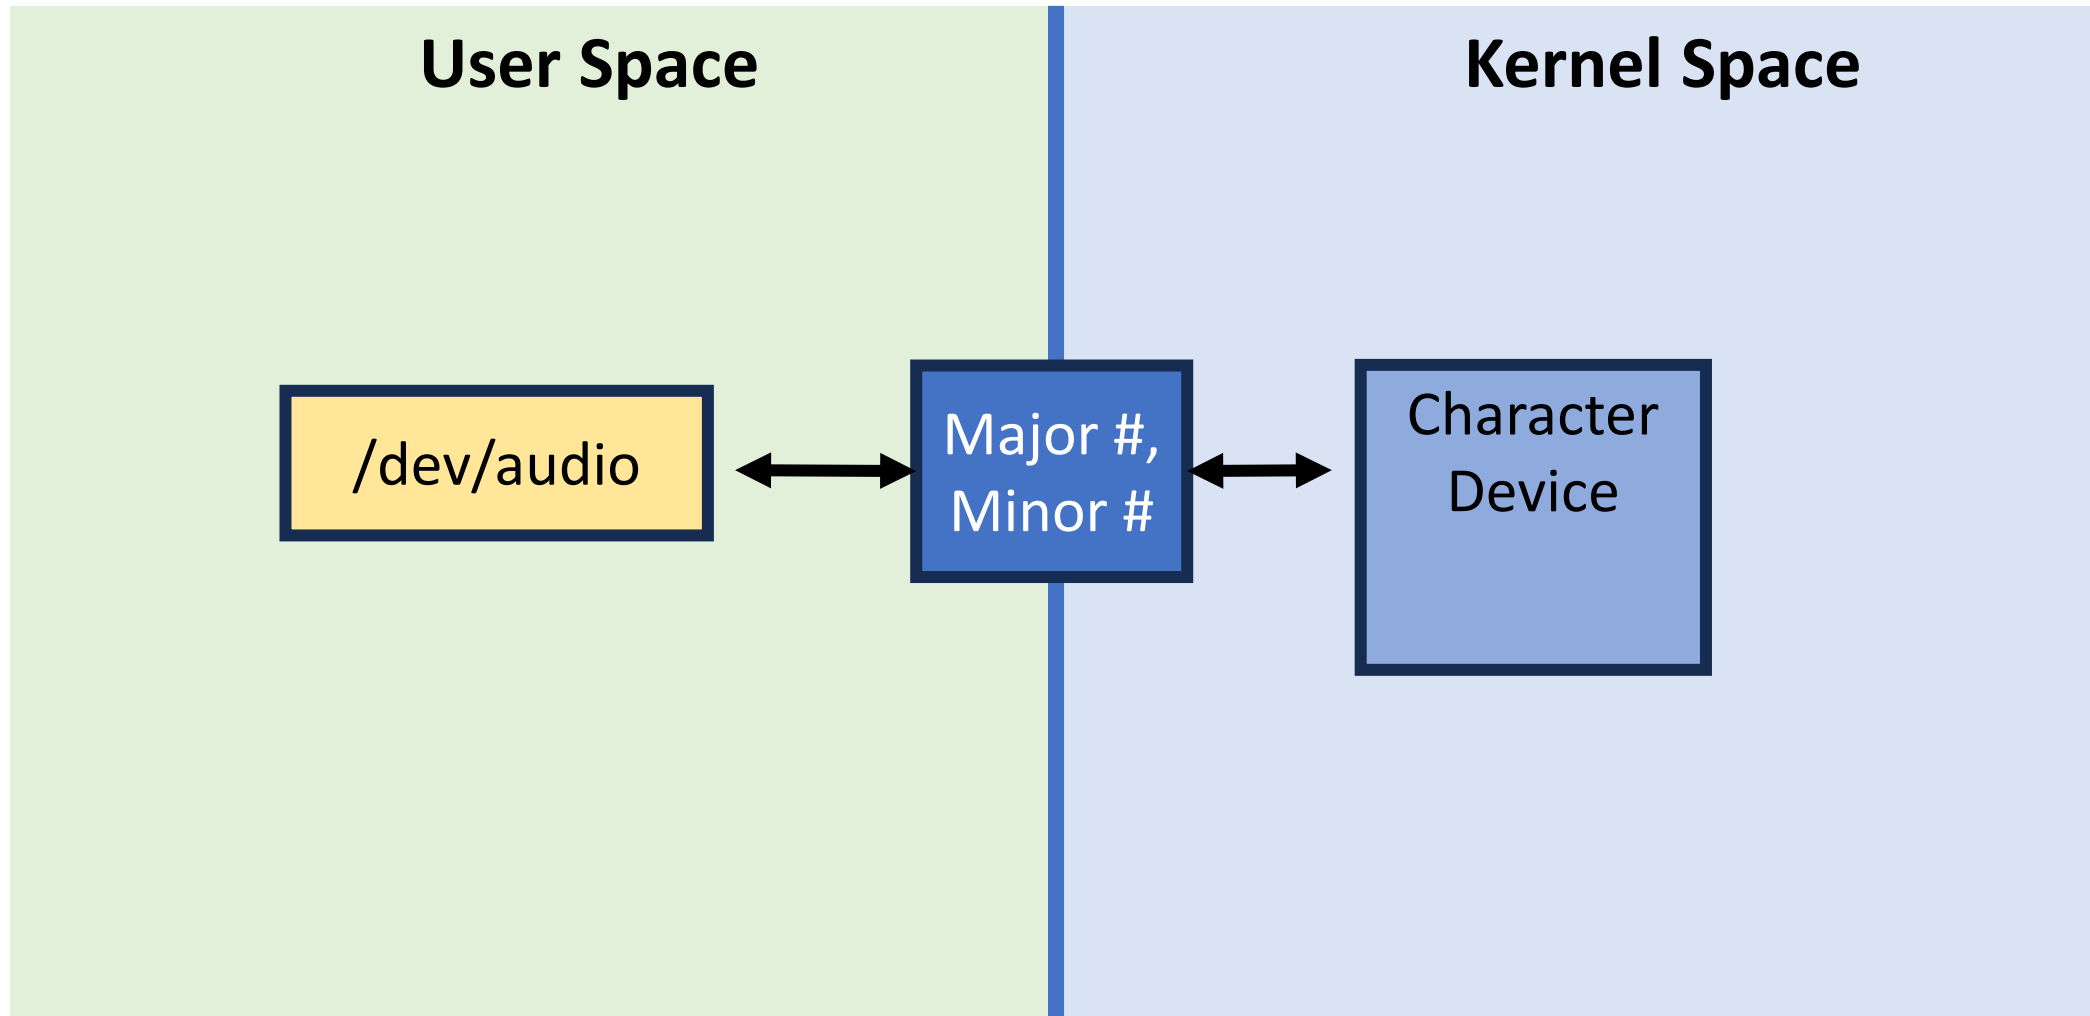 User Space
Kernel Space
/dev/audio
Major #,
Minor #
Character
Device